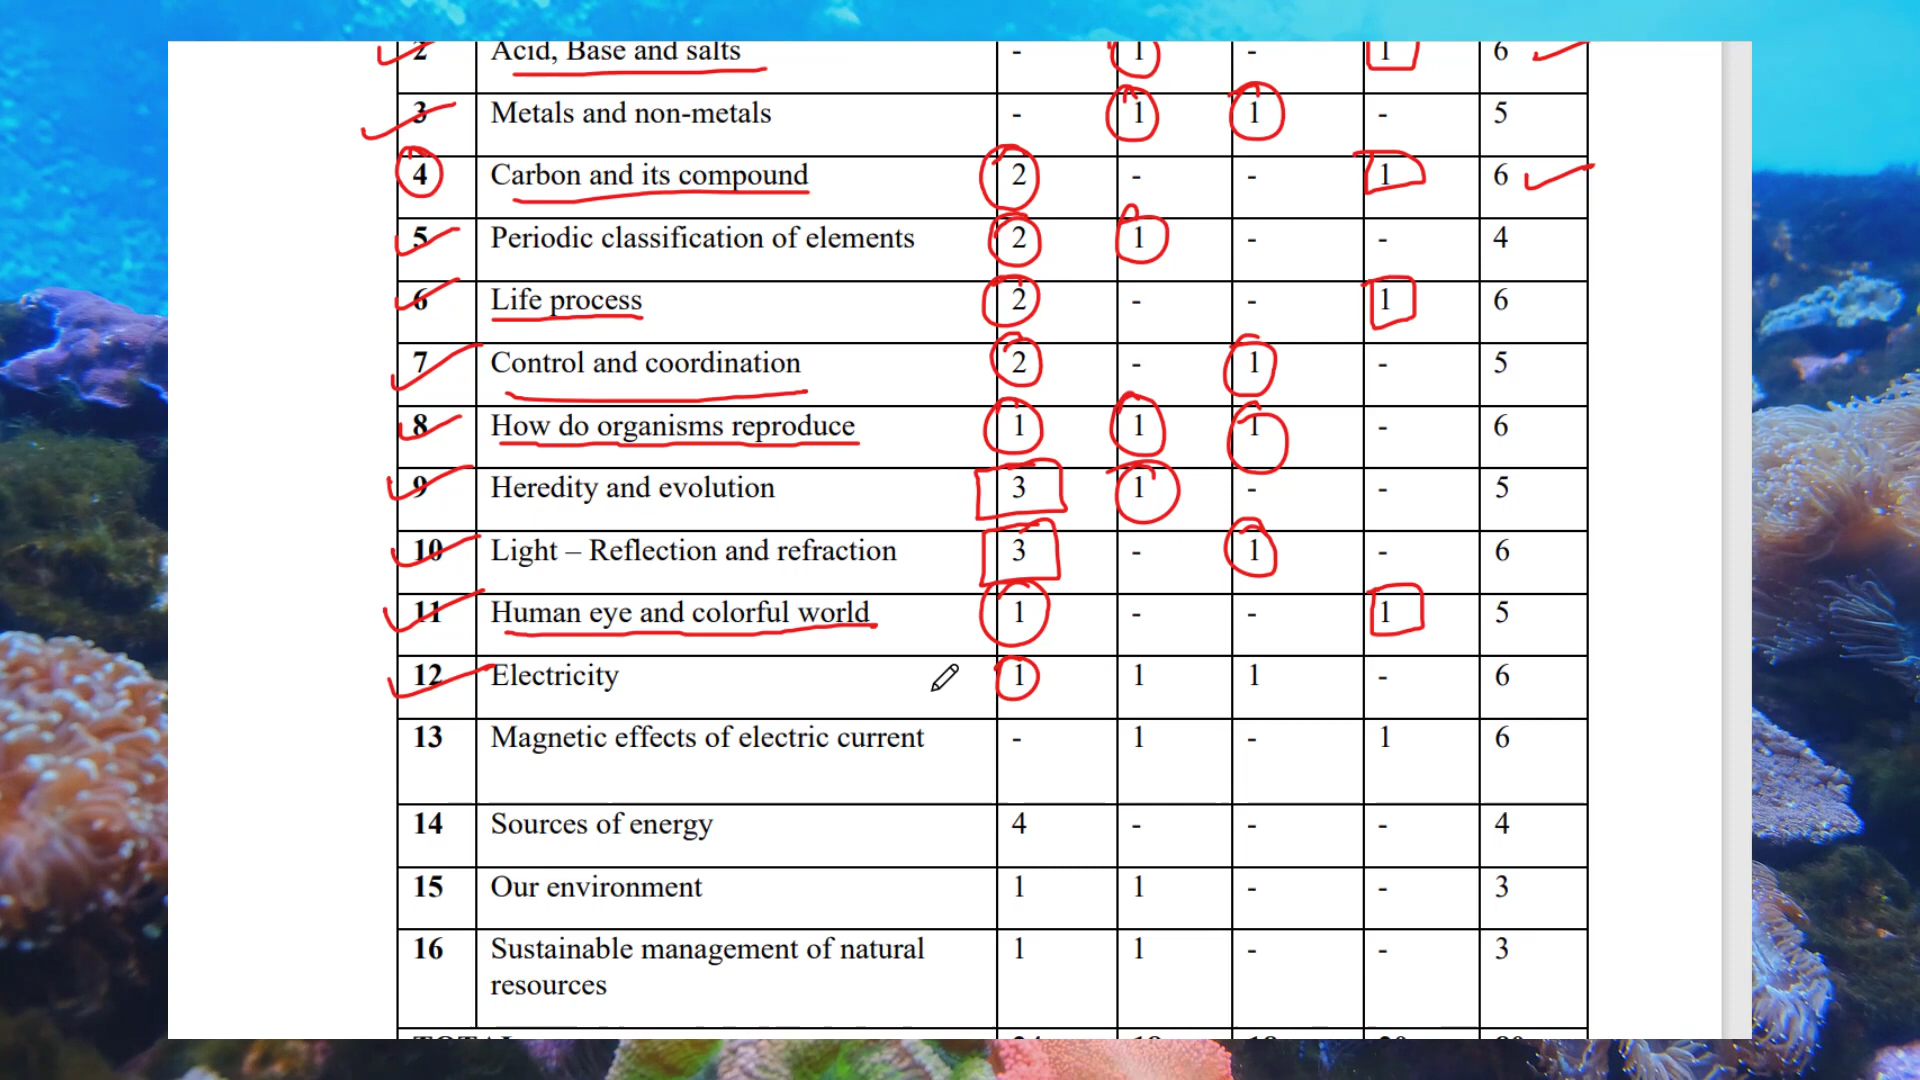 2 Acid, Base and salts - 1 - 1 6
3 Metals and non-metals - 1 1 - 5
4 Carbon and its compound 2 - - 1 6
5 Periodic classification of elements 2 1 - - 4
6 Life process 2 - - 1 6
7 Control and coordination 2 - 1 - 5
8 How do organisms reproduce 1 1 1 - 6
9 Heredity and evolution 3 1 - - 5
10 Light – Reflection and refraction 3 - 1 - 6
11 Human eye and colorful world 1 - - 1 5
12 Electricity 1 1 1 - 6
13 Magnetic effects of electric current - 1 - 1 6
14 Sources of energy 4 - - - 4
15 Our environment 1 1 - - 3
16 Sustainable management of natural 1 1 - - 3
resources